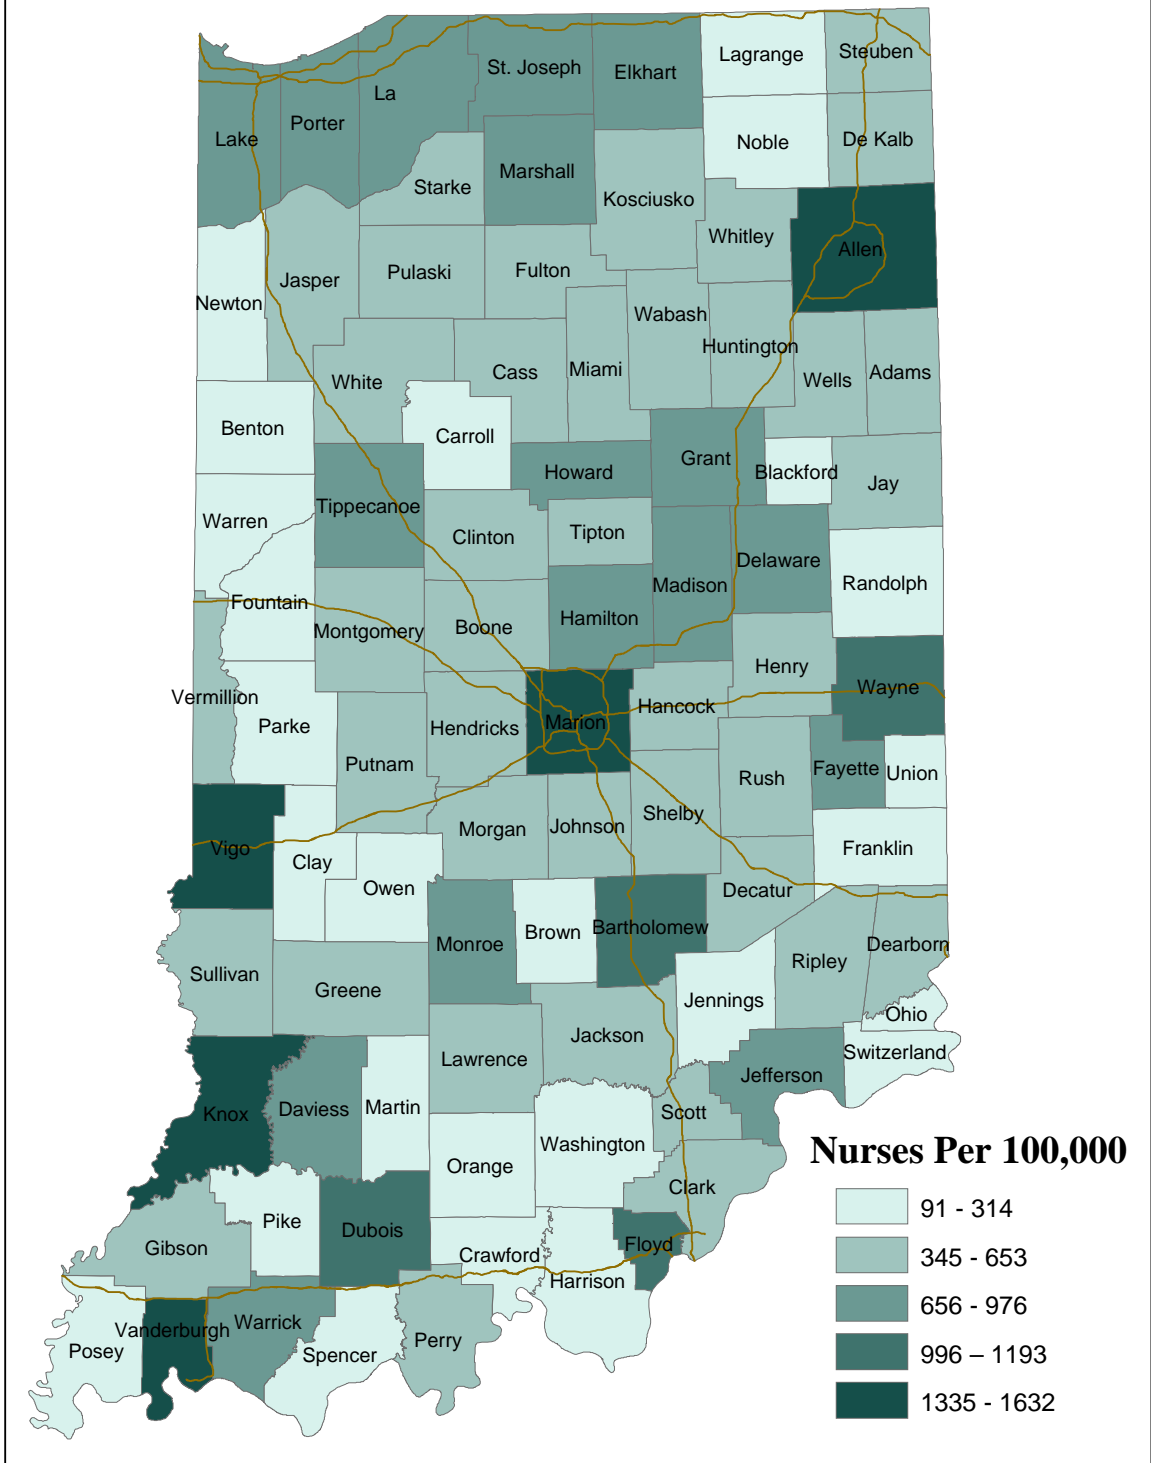 Lagrange
Steuben
St. Joseph
Elkhart
La
Porter
Lake
Noble
De Kalb
Marshall
Starke
Kosciusko
Whitley
Allen
Fulton
Pulaski
Jasper
Newton
Wabash
Huntington
Miami
Cass
White
Wells
Adams
Benton
Carroll
Grant
Blackford
Howard
Jay
Tippecanoe
Warren
Clinton
Tipton
Delaware
Madison
Randolph
Fountain
Hamilton
Boone
Montgomery
Henry
Wayne
Vermillion
Hancock
Parke
Marion
Hendricks
Putnam
Fayette
Union
Rush
Shelby
Johnson
Morgan
Vigo
Franklin
Clay
Owen
Decatur
Bartholomew
Brown
Monroe
Dearborn
Ripley
Sullivan
Greene
Jennings
Ohio
Jackson
Switzerland
Lawrence
Jefferson
Martin
Daviess
Knox
Scott
Washington
Orange
Clark
Pike
Dubois
Floyd
Gibson
Crawford
Harrison
Warrick
Vanderburgh
Perry
Posey
Spencer
Nurses Per 100,000
91 - 314
345 - 653
656 - 976
996 – 1193
1335 - 1632